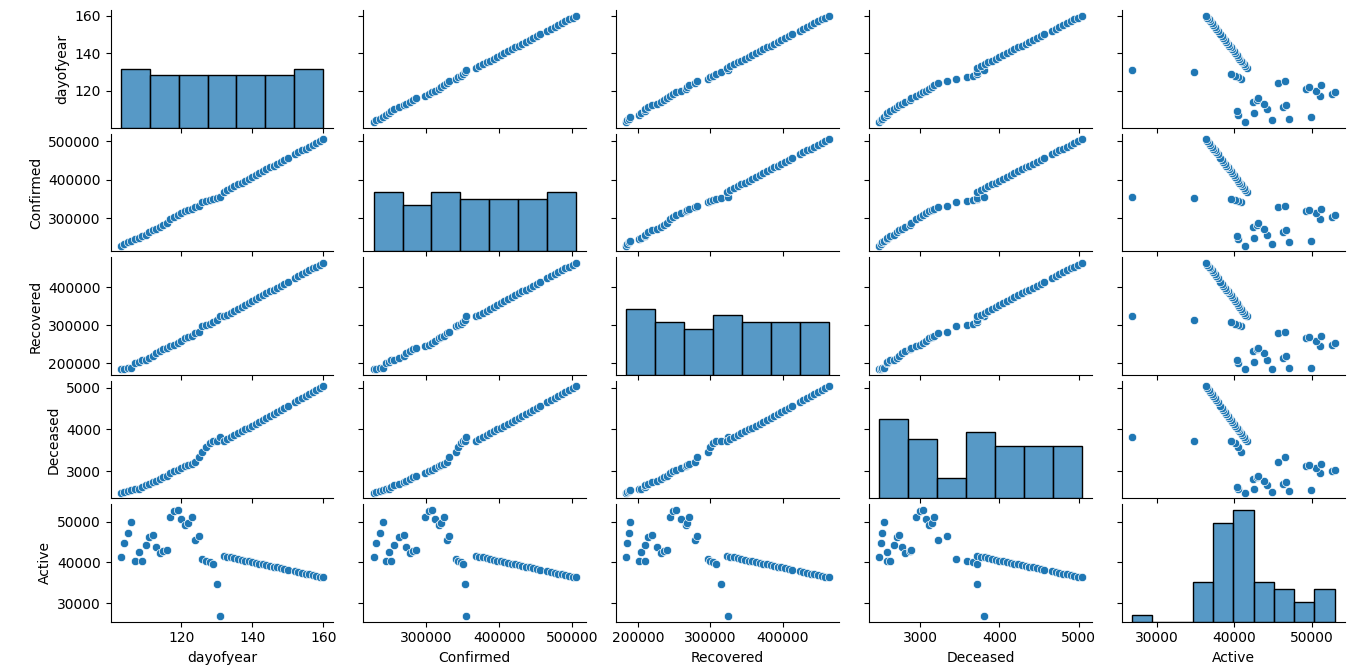 160
140
120
dayofyear
500000
400000
300000
Confirmed
400000
300000
200000
Recovered
5000
4000
3000
Deceased
50000
40000
30000
Active
120 140 160
300000 400000 500000
200000 300000 400000
3000 4000 5000
30000 40000 50000
dayofyear Confirmed Recovered Deceased Active